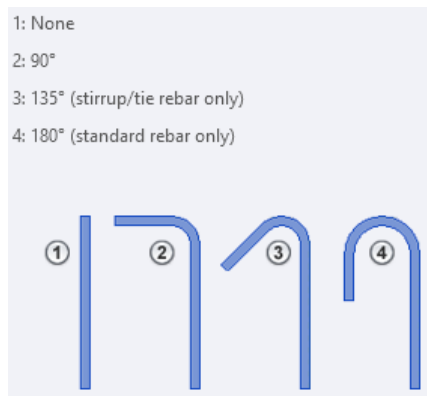 1: None
2: 90°
3: 135° (stirrup/tie rebar only)
4: 180° (standard rebar only)
1 2 3 4